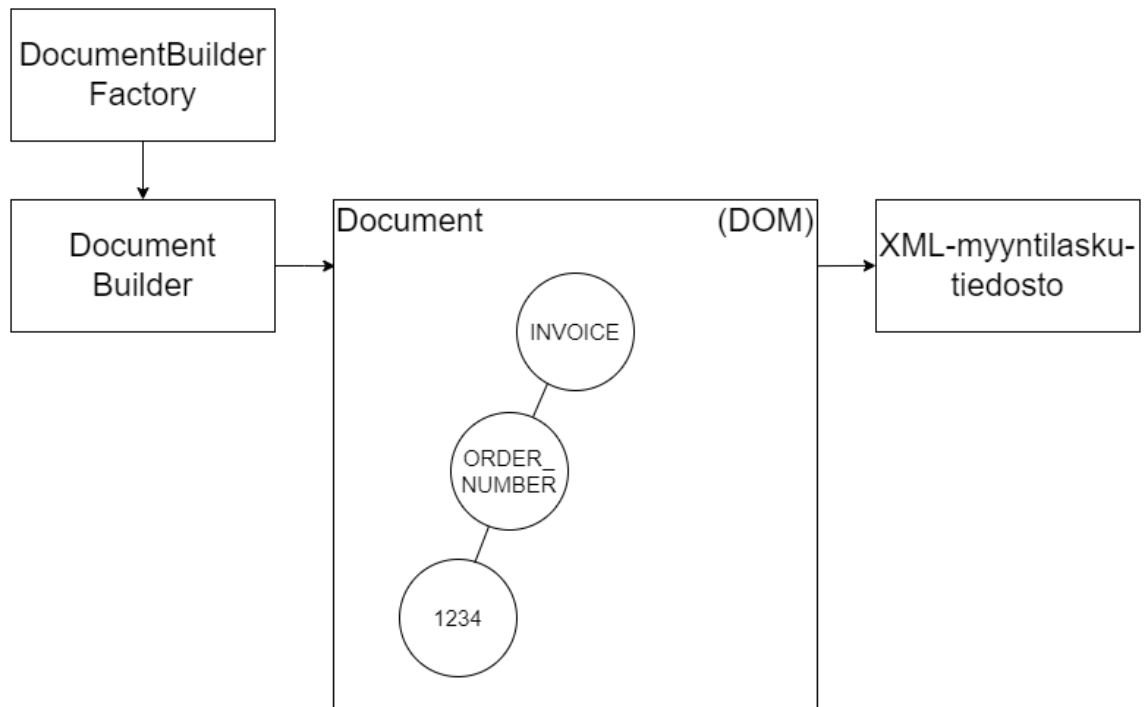 DocumentBuilder
Factory
Document
Builder
Document (DOM)
INVOICE
ORDER_
NUMBER
1234
XML-myyntilasku-
tiedosto